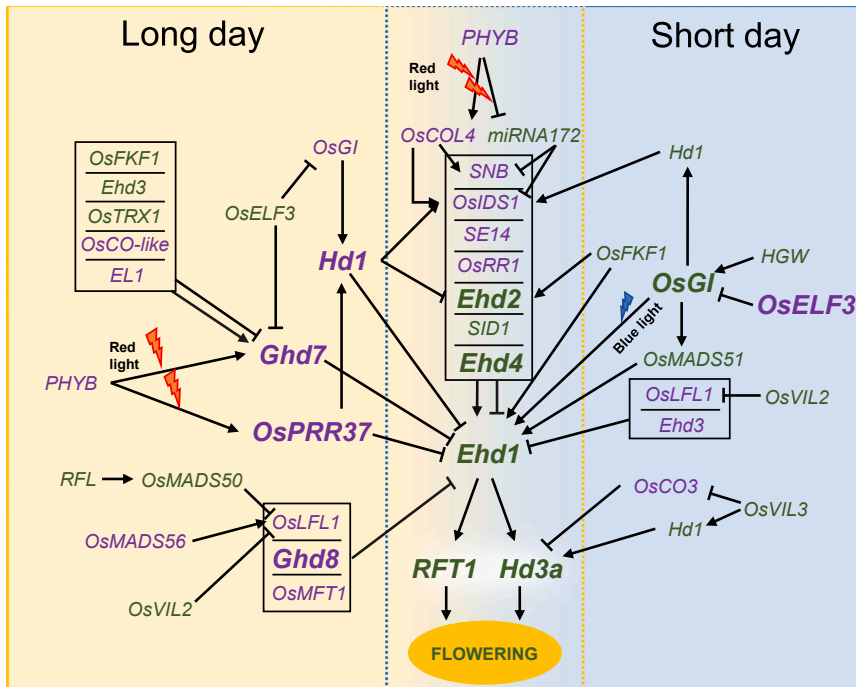 Long day
Short day
PHYB
Red
light
OsCOL4
miRNA172
OsGI
OsFKF1
Ehd3
OsTRX1
OsCO-like
EL1
OsELF3
Hd1
SNB
OsIDS1
SE14
OsRR1
Ehd2
SID1
Ehd4
Hd1
OsFKF1
HGW
OsGI
OsELF3
Blue light
OsMADS51
OsLFL1
Ehd3
OsVIL2
Red
light
PHYB
Ghd7
OsPRR37
Ehd1
RFL
OsMADS50
OsMADS56
OsVIL2
OsLFL1
Ghd8
OsMFT1
OsCO3
OsVIL3
Hd1
RFT1
Hd3a
FLOWERING